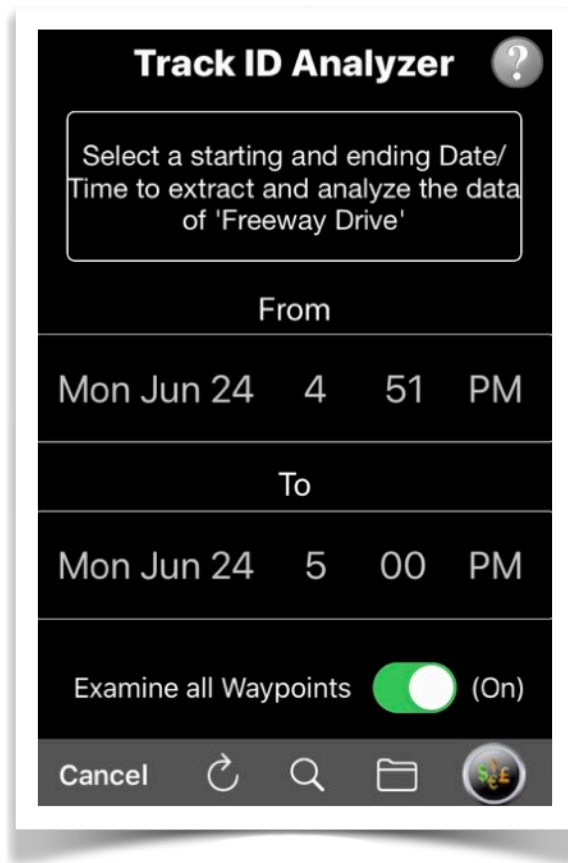 Track ID Analyzer
?
Select a starting and ending Date/
Time to extract and analyze the data
of 'Freeway Drive'
From
Mon Jun 24 4 51 PM
To
Mon Jun 24 5 00 PM
Examine all Waypoints (On)
Cancel